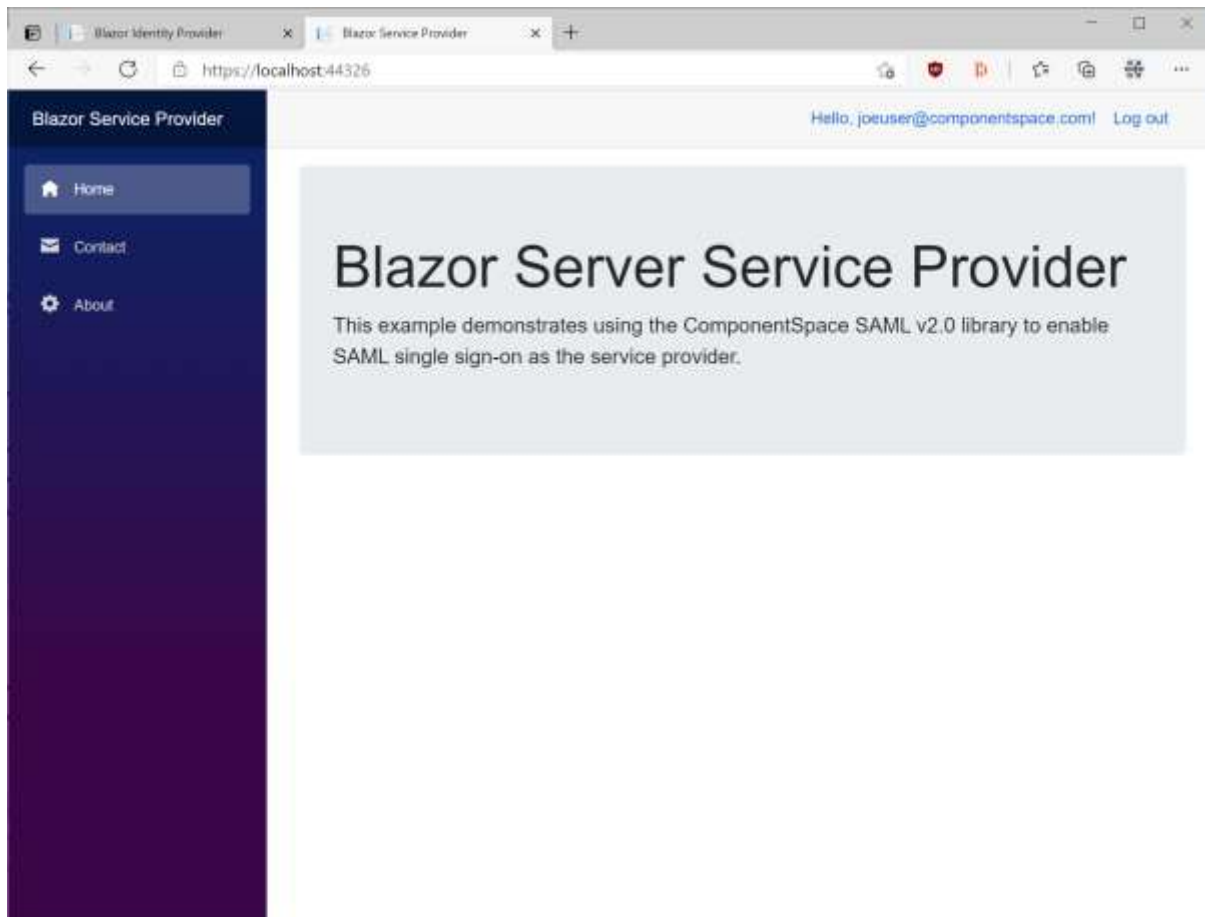 Blazor Identity Provider
Blazor Service Provider
https://localhost:44326
Blazor Service Provider
Hello, joeuser@componentspace.com! Log out
Home
Contact
About
Blazor Server Service Provider
This example demonstrates using the ComponentSpace SAML v2.0 library to enable
SAML single sign-on as the service provider.